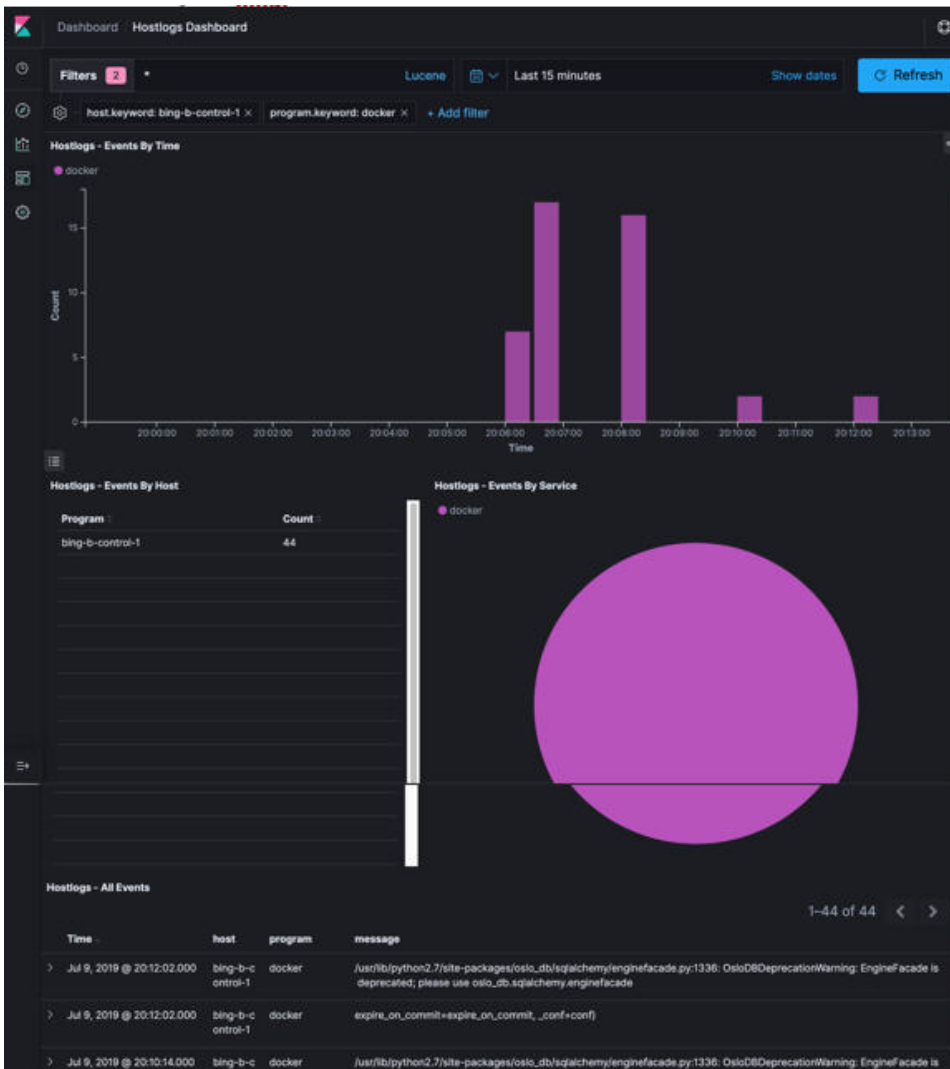 Dashboard Hostlogs Dashboard
Filters 2 * Lucene Last 15 minutes Show dates Refresh
host.keyword: bing-b-control-1 × program.keyword: docker × + Add filter
Hostlogs - Events By Time
docker
15
10
5
0
Count
20:00:00 20:01:00 20:02:00 20:03:00 20:04:00 20:05:00 20:06:00 20:07:00 20:08:00 20:09:00 20:10:00 20:11:00 20:12:00 20:13:00
Time
Hostlogs - Events By Host
Program Count
bing-b-control-1 44
Hostlogs - Events By Service
docker
Hostlogs - All Events
1–44 of 44
Time host program message
Jul 9, 2019 @ 20:12:02.000 bing-b-c docker /usr/lib/python2.7/site-packages/oslo_db/sqlalchemy/enginefacade.py:1336: OsloDBDeprecationWarning: EngineFacade is
ontrol-1 deprecated; please use oslo_db.sqlalchemy.enginefacade
Jul 9, 2019 @ 20:12:02.000 bing-b-c docker expire_on_commit=expire_on_commit, _conf=conf)
ontrol-1
Jul 9, 2019 @ 20:10:14.000 bing-b-c docker /usr/lib/python2.7/site-packages/oslo_db/sqlalchemy/enginefacade.py:1336: OsloDBDeprecationWarning: EngineFacade is